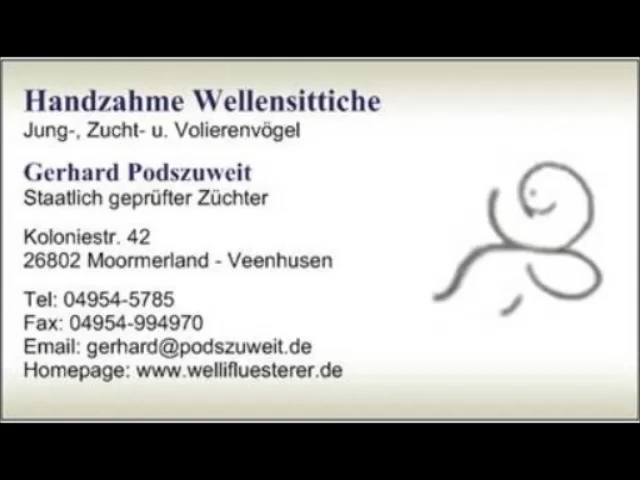 Handzahme Wellensittiche
Jung-, Zucht- u. Volierenvögel
Gerhard Podszuweit
Staatlich geprüfter Züchter
Koloniestr. 42
26802 Moormerland - Veenhusen
Tel: 04954-5785
Fax: 04954-994970
Email: gerhard@podszuweit.de
Homepage: www.wellifluesterer.de